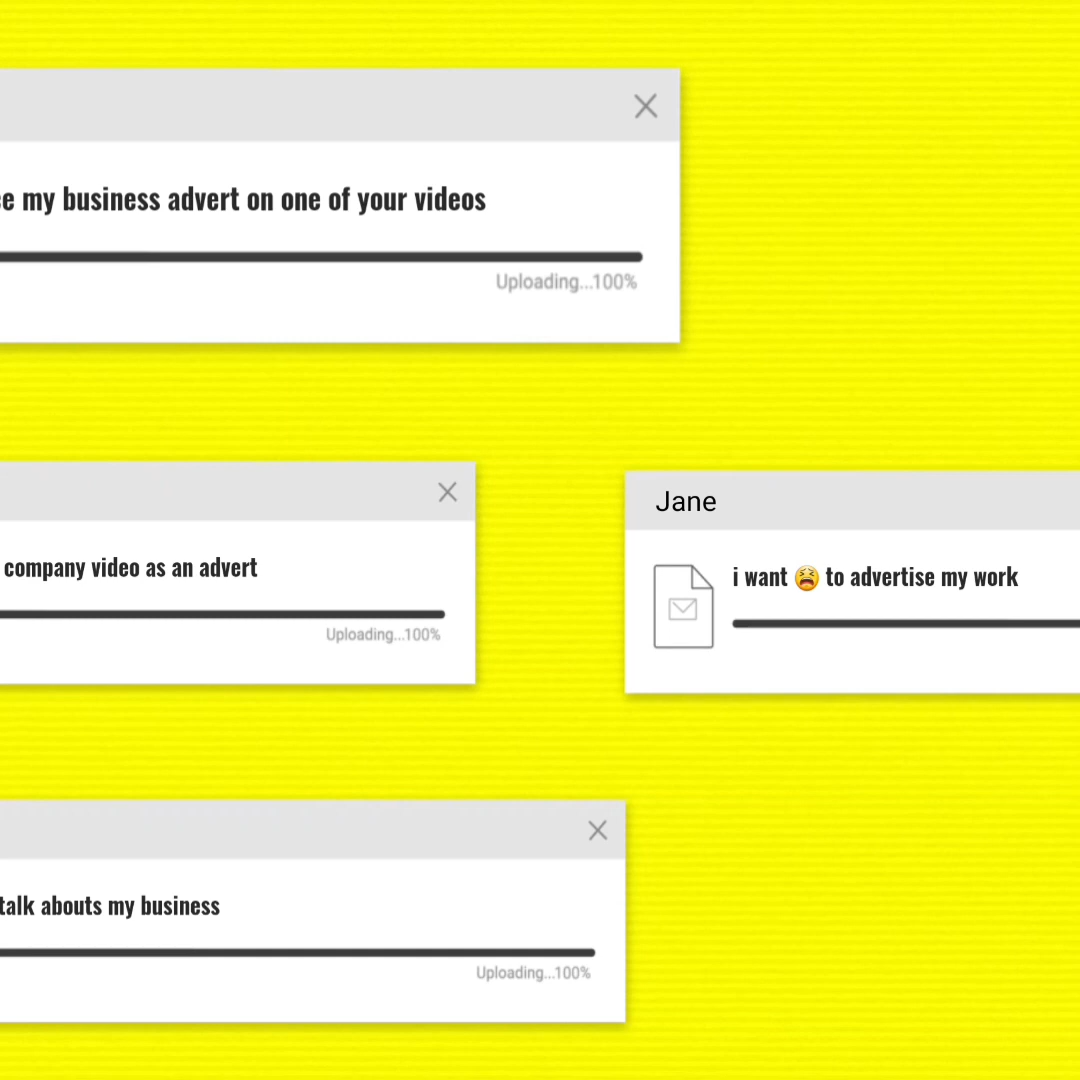 my business advert on one of your videos
Uploading...100%
company video as an advert
Uploading...100%
Jane
i want 😫 to advertise my work
talk abouts my business
Uploading...100%